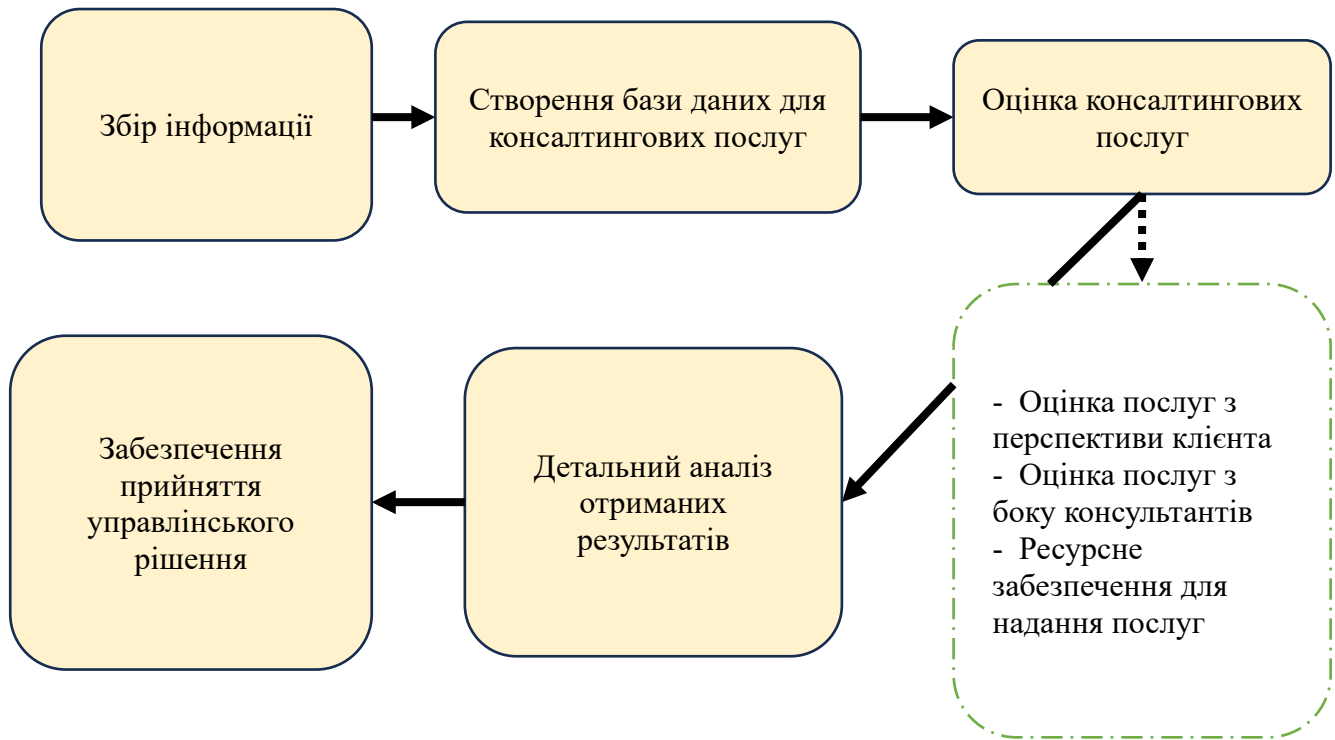 Збір інформації
Створення бази даних для
консалтингових послуг
Оцінка консалтингових
послуг
- Оцінка послуг з
перспективи клієнта
- Оцінка послуг з
боку консультантів
- Ресурсне
забезпечення для
надання послуг
Детальний аналіз
отриманих
результатів
Забезпечення
прийняття
управлінського
рішення